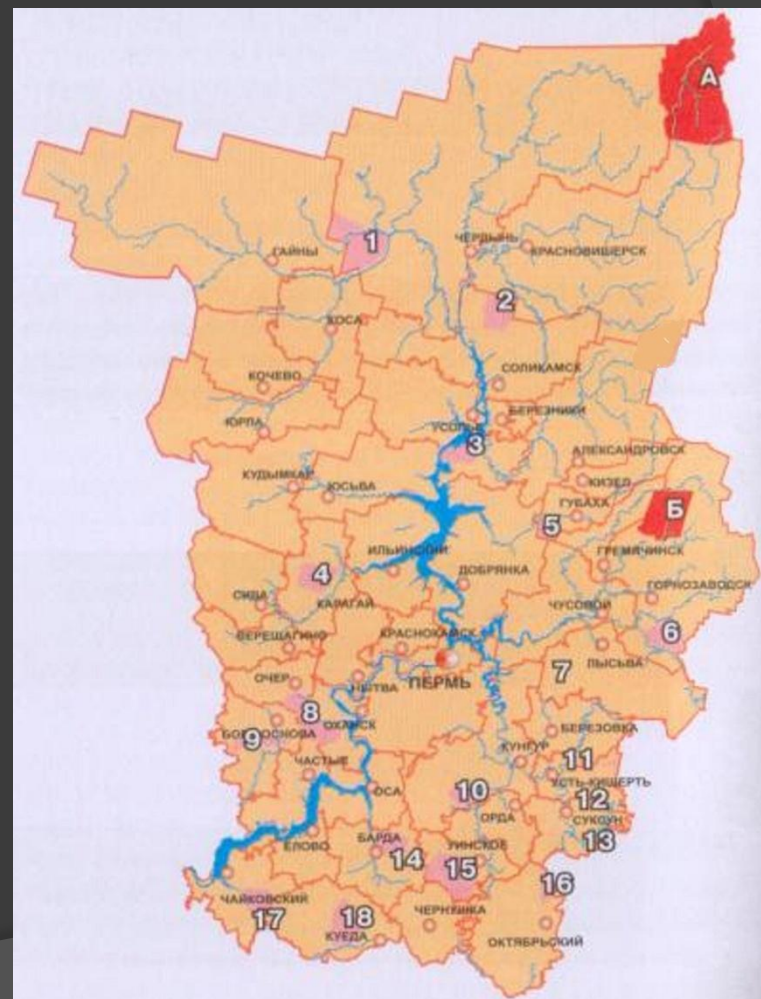 А
1
ЧЕРДЫНЬ
КРАСНОВИШЕРСК
ГАЙНЫ
2
КОСА
СОЛИКАМСК
КОЧЕВО
БЕРЕЗНИКИ
ЮРЛА
УСОЛЬЕ
3
АЛЕКСАНДРОВСК
КУДЫМКАР
ЮСЬВА
КИЗЕЛ
ГУБАХА
Б
5
ИЛЬИНСКИЙ
ГРЕМЯЧИНСК
4
ДОБРЯНКА
ГОРНОЗАВОДСК
СИВА
КАРАГАЙ
ЧУСОВОЙ
ВЕРЕЩАГИНО
КРАСНОКАМСК
6
ЛЫСЬВА
ОЧЕР
НЫТВА
ПЕРМЬ
7
8
ОХАНСК
БЕРЕЗОВКА
9
КУНГУР
ЧАСТЫЕ
11
УСТЬ-КИШЕРТЬ
ОСА
10
12
ОРДА
СУКСУН
ЕЛОВО
БАРДА
УИНСКОЕ
13
14
15
16
ЧАЙКОВСКИЙ
17
18
ЧЕРНУШКА
КУЕДА
ОКТЯБРЬСКИЙ